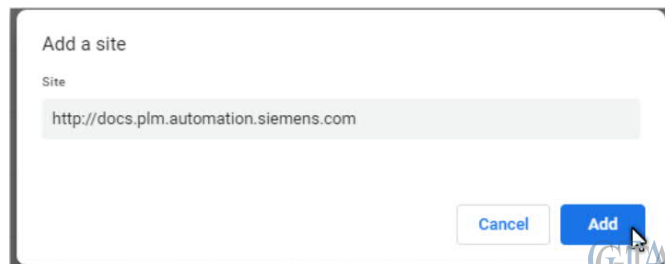 Add a site
Site
http://docs.plm.automation.siemens.com
Cancel
Add